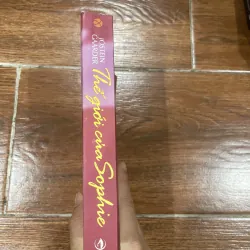 JOSTEIN
GAARDER
Thế giới của Sophie